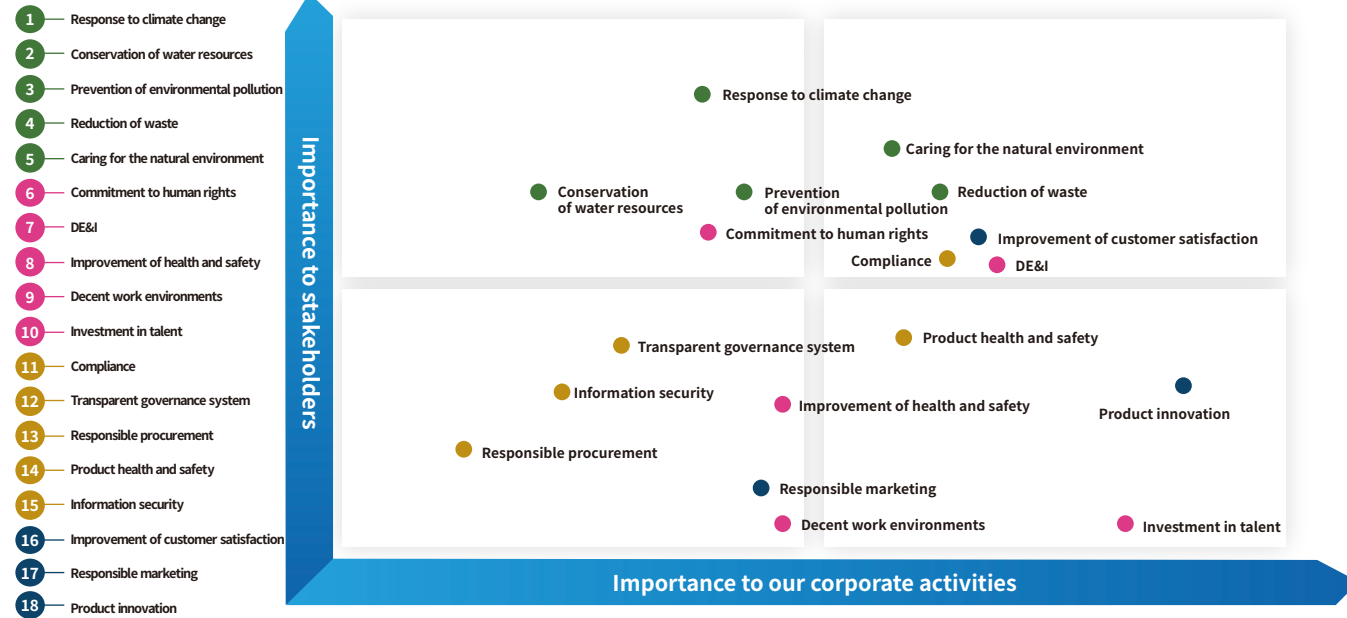 1 Response to climate change
2 Conservation of water resources
3 Prevention of environmental pollution
4 Reduction of waste
5 Caring for the natural environment
6 Commitment to human rights
7 DE&I
8 Improvement of health and safety
9 Decent work environments
10 Investment in talent
11 Compliance
12 Transparent governance system
13 Responsible procurement
14 Product health and safety
15 Information security
16 Improvement of customer satisfaction
17 Responsible marketing
18 Product innovation
Importance to stakeholders
Response to climate change
Caring for the natural environment
Conservation
of water resources
Prevention
of environmental pollution
Reduction of waste
Commitment to human rights
Improvement of customer satisfaction
Compliance
DE&I
Transparent governance system
Product health and safety
Information security
Improvement of health and safety
Product innovation
Responsible procurement
Responsible marketing
Decent work environments
Investment in talent
Importance to our corporate activities